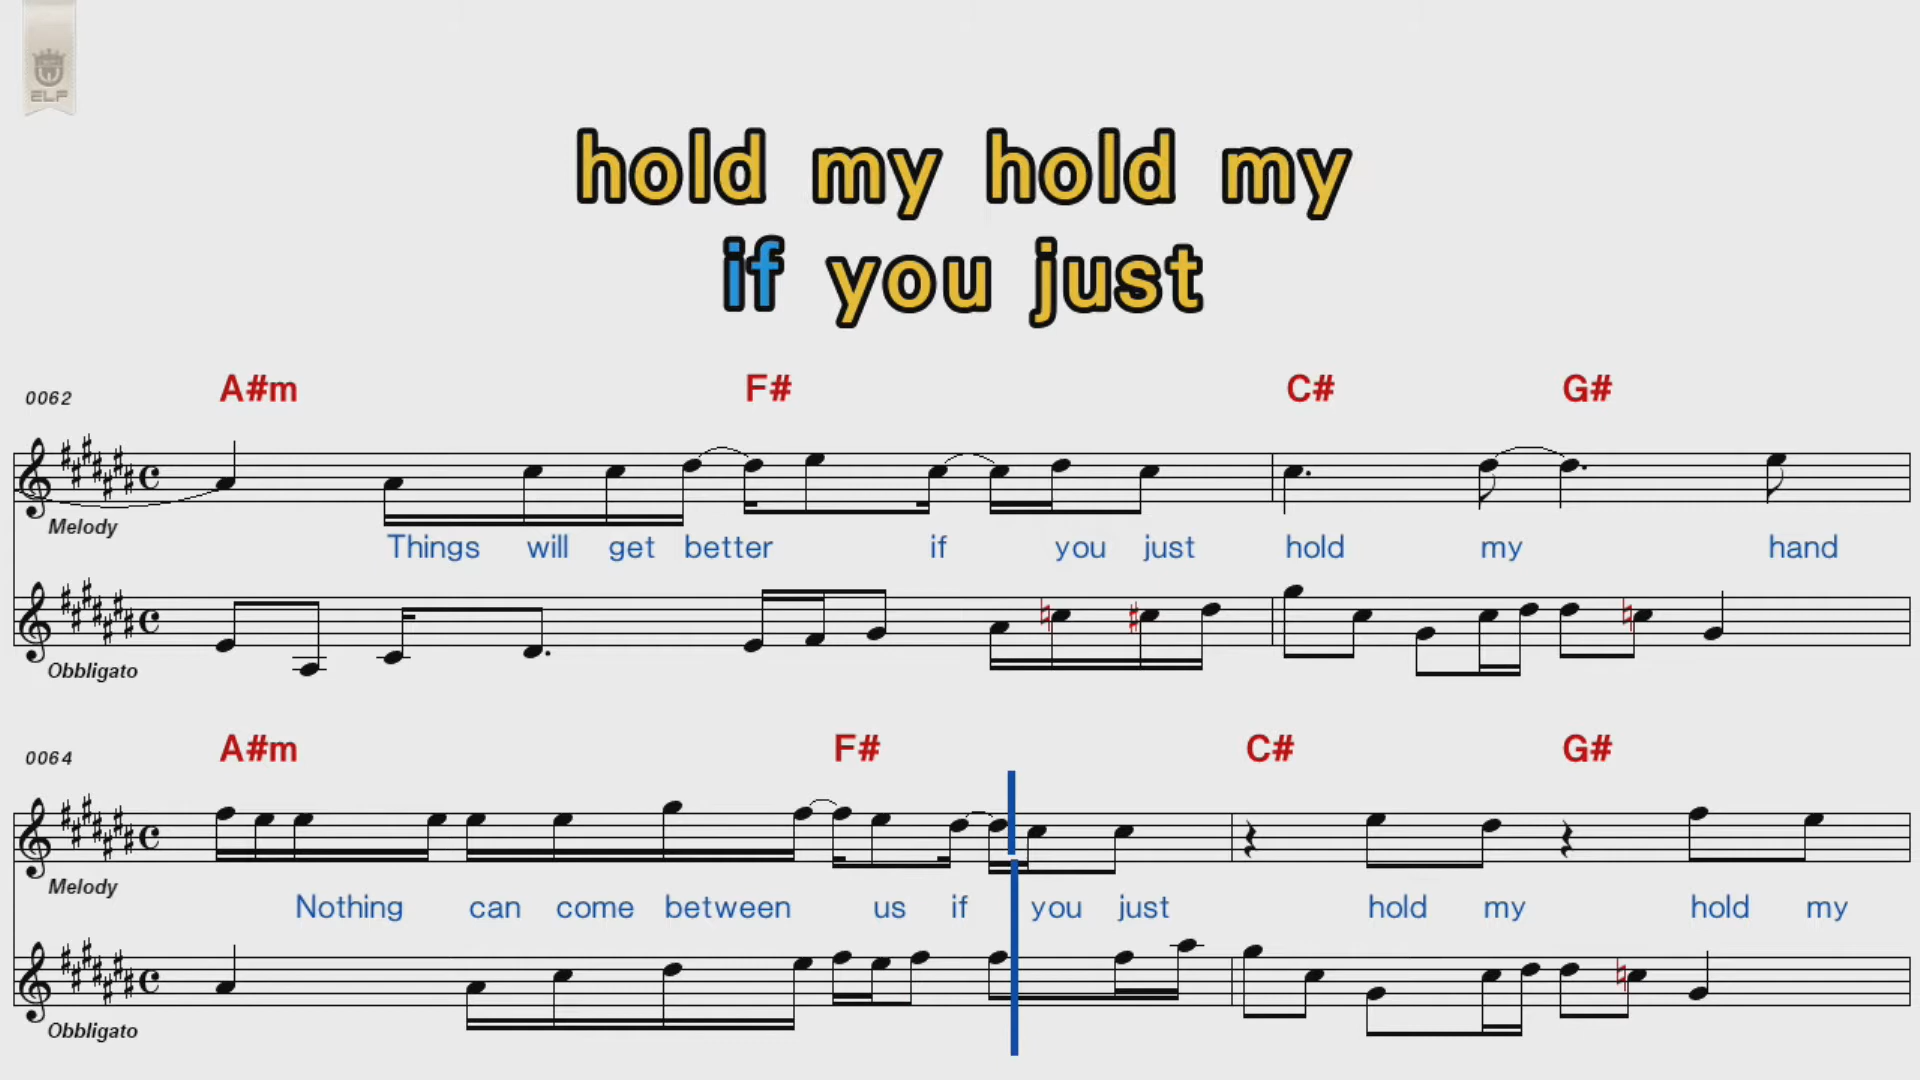 ELF
hold my hold my
if you just
0062 A#m F# C# G#
Melody
Things will get better if you just hold my hand
Obbligato
0064 A#m F# C# G#
Melody
Nothing can come between us if you just hold my hold my
Obbligato